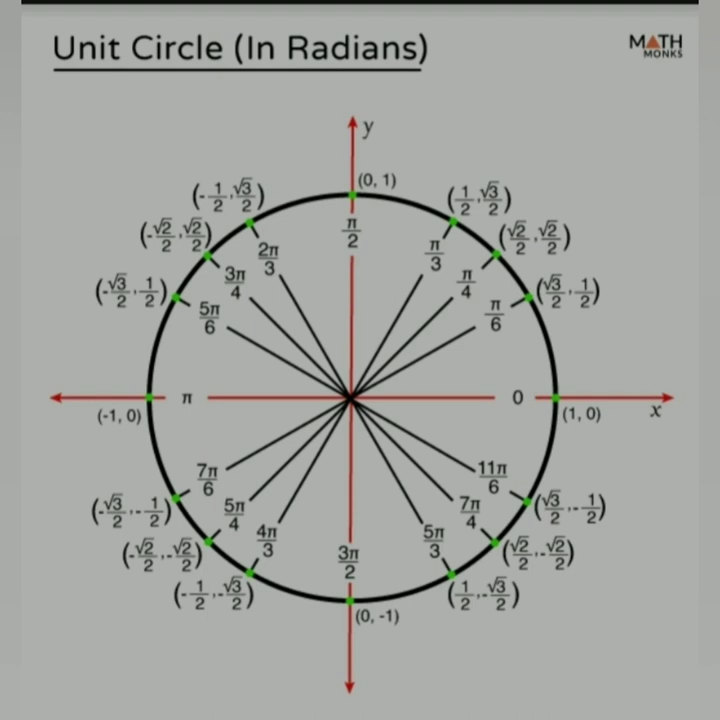 Unit Circle (In Radians)
MATH
MONKS
y
(0, 1)
(-1/2, √3/2)
(1/2, √3/2)
(-√2/2, √2/2)
(√2/2, √2/2)
(-√3/2, 1/2)
(√3/2, 1/2)
π/2
2π/3
π/3
3π/4
π/4
5π/6
π/6
π
0
(-1, 0)
(1, 0)
x
7π/6
11π/6
5π/4
7π/4
4π/3
5π/3
3π/2
(-√3/2, -1/2)
(√3/2, -1/2)
(-√2/2, -√2/2)
(√2/2, -√2/2)
(-1/2, -√3/2)
(1/2, -√3/2)
(0, -1)